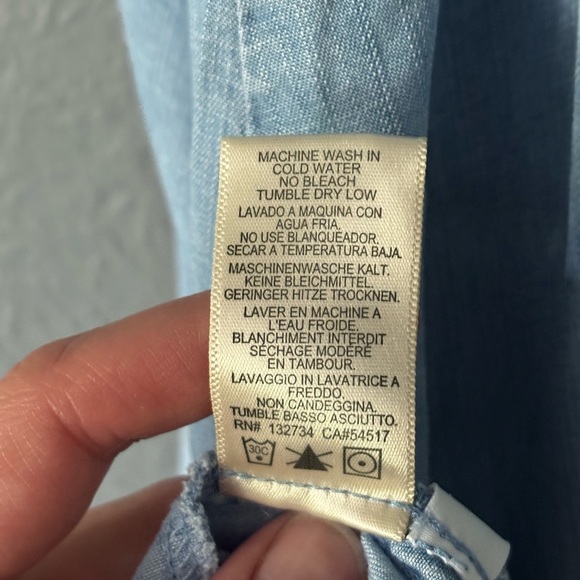 MACHINE WASH IN
COLD WATER
NO BLEACH
TUMBLE DRY LOW
LAVADO A MAQUINA CON
AGUA FRIA.
NO USE BLANQUEADOR.
SECAR A TEMPERATURA BAJA.
MASCHINENWASCHE KALT.
KEINE BLEICHMITTEL.
GERINGER HITZE TROCKNEN.
LAVER EN MACHINE A
L'EAU FROIDE.
BLANCHIMENT INTERDIT
SÉCHAGE MODÉRÉ
EN TAMBOUR.
LAVAGGIO IN LAVATRICE A
FREDDO.
NON CANDEGGINA.
TUMBLE BASSO ASCIUTTO.
RN# 132734 CA#54517
30C